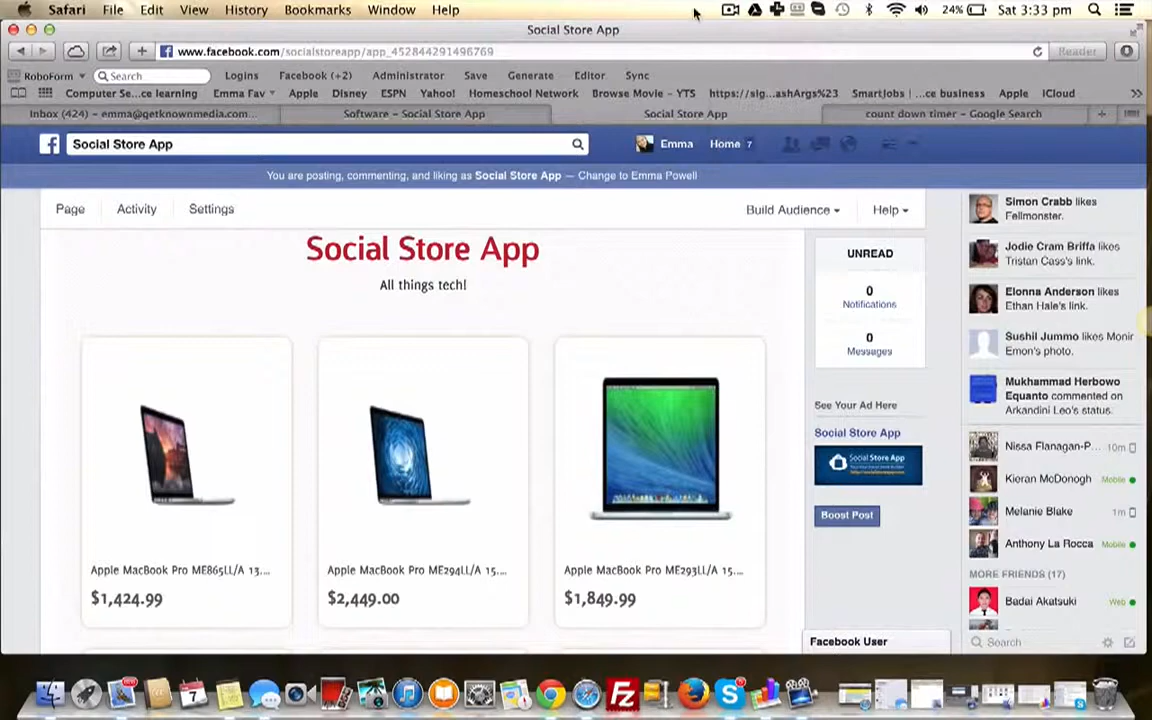 Safari File Edit View History Bookmarks Window Help 24% Sat 3:33 pm
Social Store App
www.facebook.com/socialstoreapp/app_452844291496769 Reader
RoboForm Search Logins Facebook (+2) Administrator Save Generate Editor Sync
Computer Se...ce learning Emma Fav Apple Disney ESPN Yahoo! Homeschool Network Browse Movie - YTS https://sig...ashArgs%23 SmartJobs |...ce business Apple iCloud
Inbox (424) – emma@getknownmedia.com... Software – Social Store App Social Store App count down timer – Google Search
Social Store App Emma Home 7
You are posting, commenting, and liking as Social Store App — Change to Emma Powell
Page Activity Settings Build Audience Help
Social Store App
All things tech!
Apple MacBook Pro ME865LL/A 13....
$1,424.99
Apple MacBook Pro ME294LL/A 15....
$2,449.00
Apple MacBook Pro ME293LL/A 15....
$1,849.99
UNREAD
0
Notifications
0
Messages
See Your Ad Here
Social Store App
Social Store App
Boost Post
Facebook User
Simon Crabb likes
Fellmonster.
Jodie Cram Briffa likes
Tristan Cass's link.
Elonna Anderson likes
Ethan Hale's link.
Sushil Jummo likes Monir
Emon's photo.
Mukhammad Herbowo
Equanto commented on
Arkandini Leo's status.
Nissa Flanagan-P... 10m
Kieran McDonogh Mobile
Melanie Blake 1m
Anthony La Rocca Mobile
MORE FRIENDS (17)
Badai Akatsuki Web
Search
7